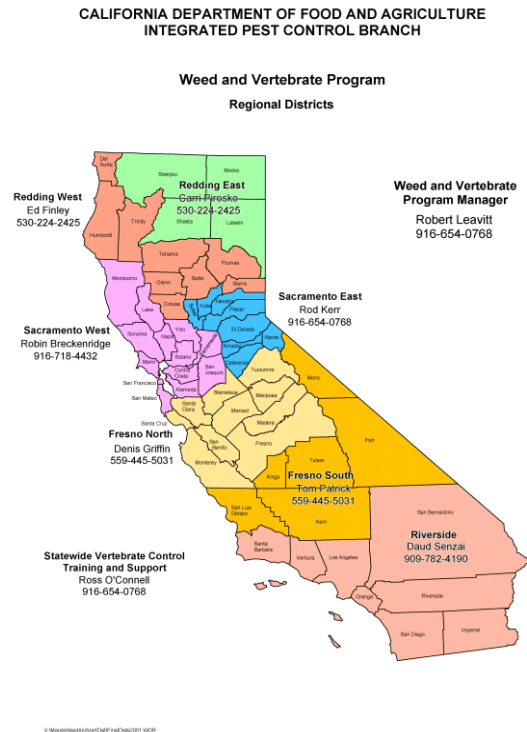 CALIFORNIA DEPARTMENT OF FOOD AND AGRICULTURE
INTEGRATED PEST CONTROL BRANCH
Weed and Vertebrate Program
Regional Districts
Weed and Vertebrate
Program Manager
Robert Leavitt
916-654-0768
Redding West
Ed Finley
530-224-2425
Redding East
Carri Pirosko
530-224-2425
Sacramento East
Rod Kerr
916-654-0768
Sacramento West
Robin Breckenridge
916-718-4432
Fresno North
Denis Griffin
559-445-5031
Fresno South
Tom Patrick
559-445-5031
Riverside
Daud Senzai
909-782-4190
Statewide Vertebrate Control
Training and Support
Ross O'Connell
916-654-0768
Del
Norte
Siskiyou
Modoc
Humboldt
Trinity
Shasta
Lassen
Tehama
Plumas
Glenn
Butte
Sierra
Mendocino
Lake
Colusa
Yuba
Nevada
Placer
El Dorado
Alpine
Amador
Calaveras
Sonoma
Napa
Yolo
Solano
Sacramento
Marin
Contra
Costa
San
Joaquin
Alameda
San Francisco
San Mateo
Santa Cruz
Santa
Clara
Stanislaus
Tuolumne
Mono
Mariposa
Merced
Madera
San
Benito
Fresno
Monterey
Inyo
Kings
Tulare
San Luis
Obispo
Kern
Santa
Barbara
Ventura
Los Angeles
San Bernardino
Orange
Riverside
San Diego
Imperial